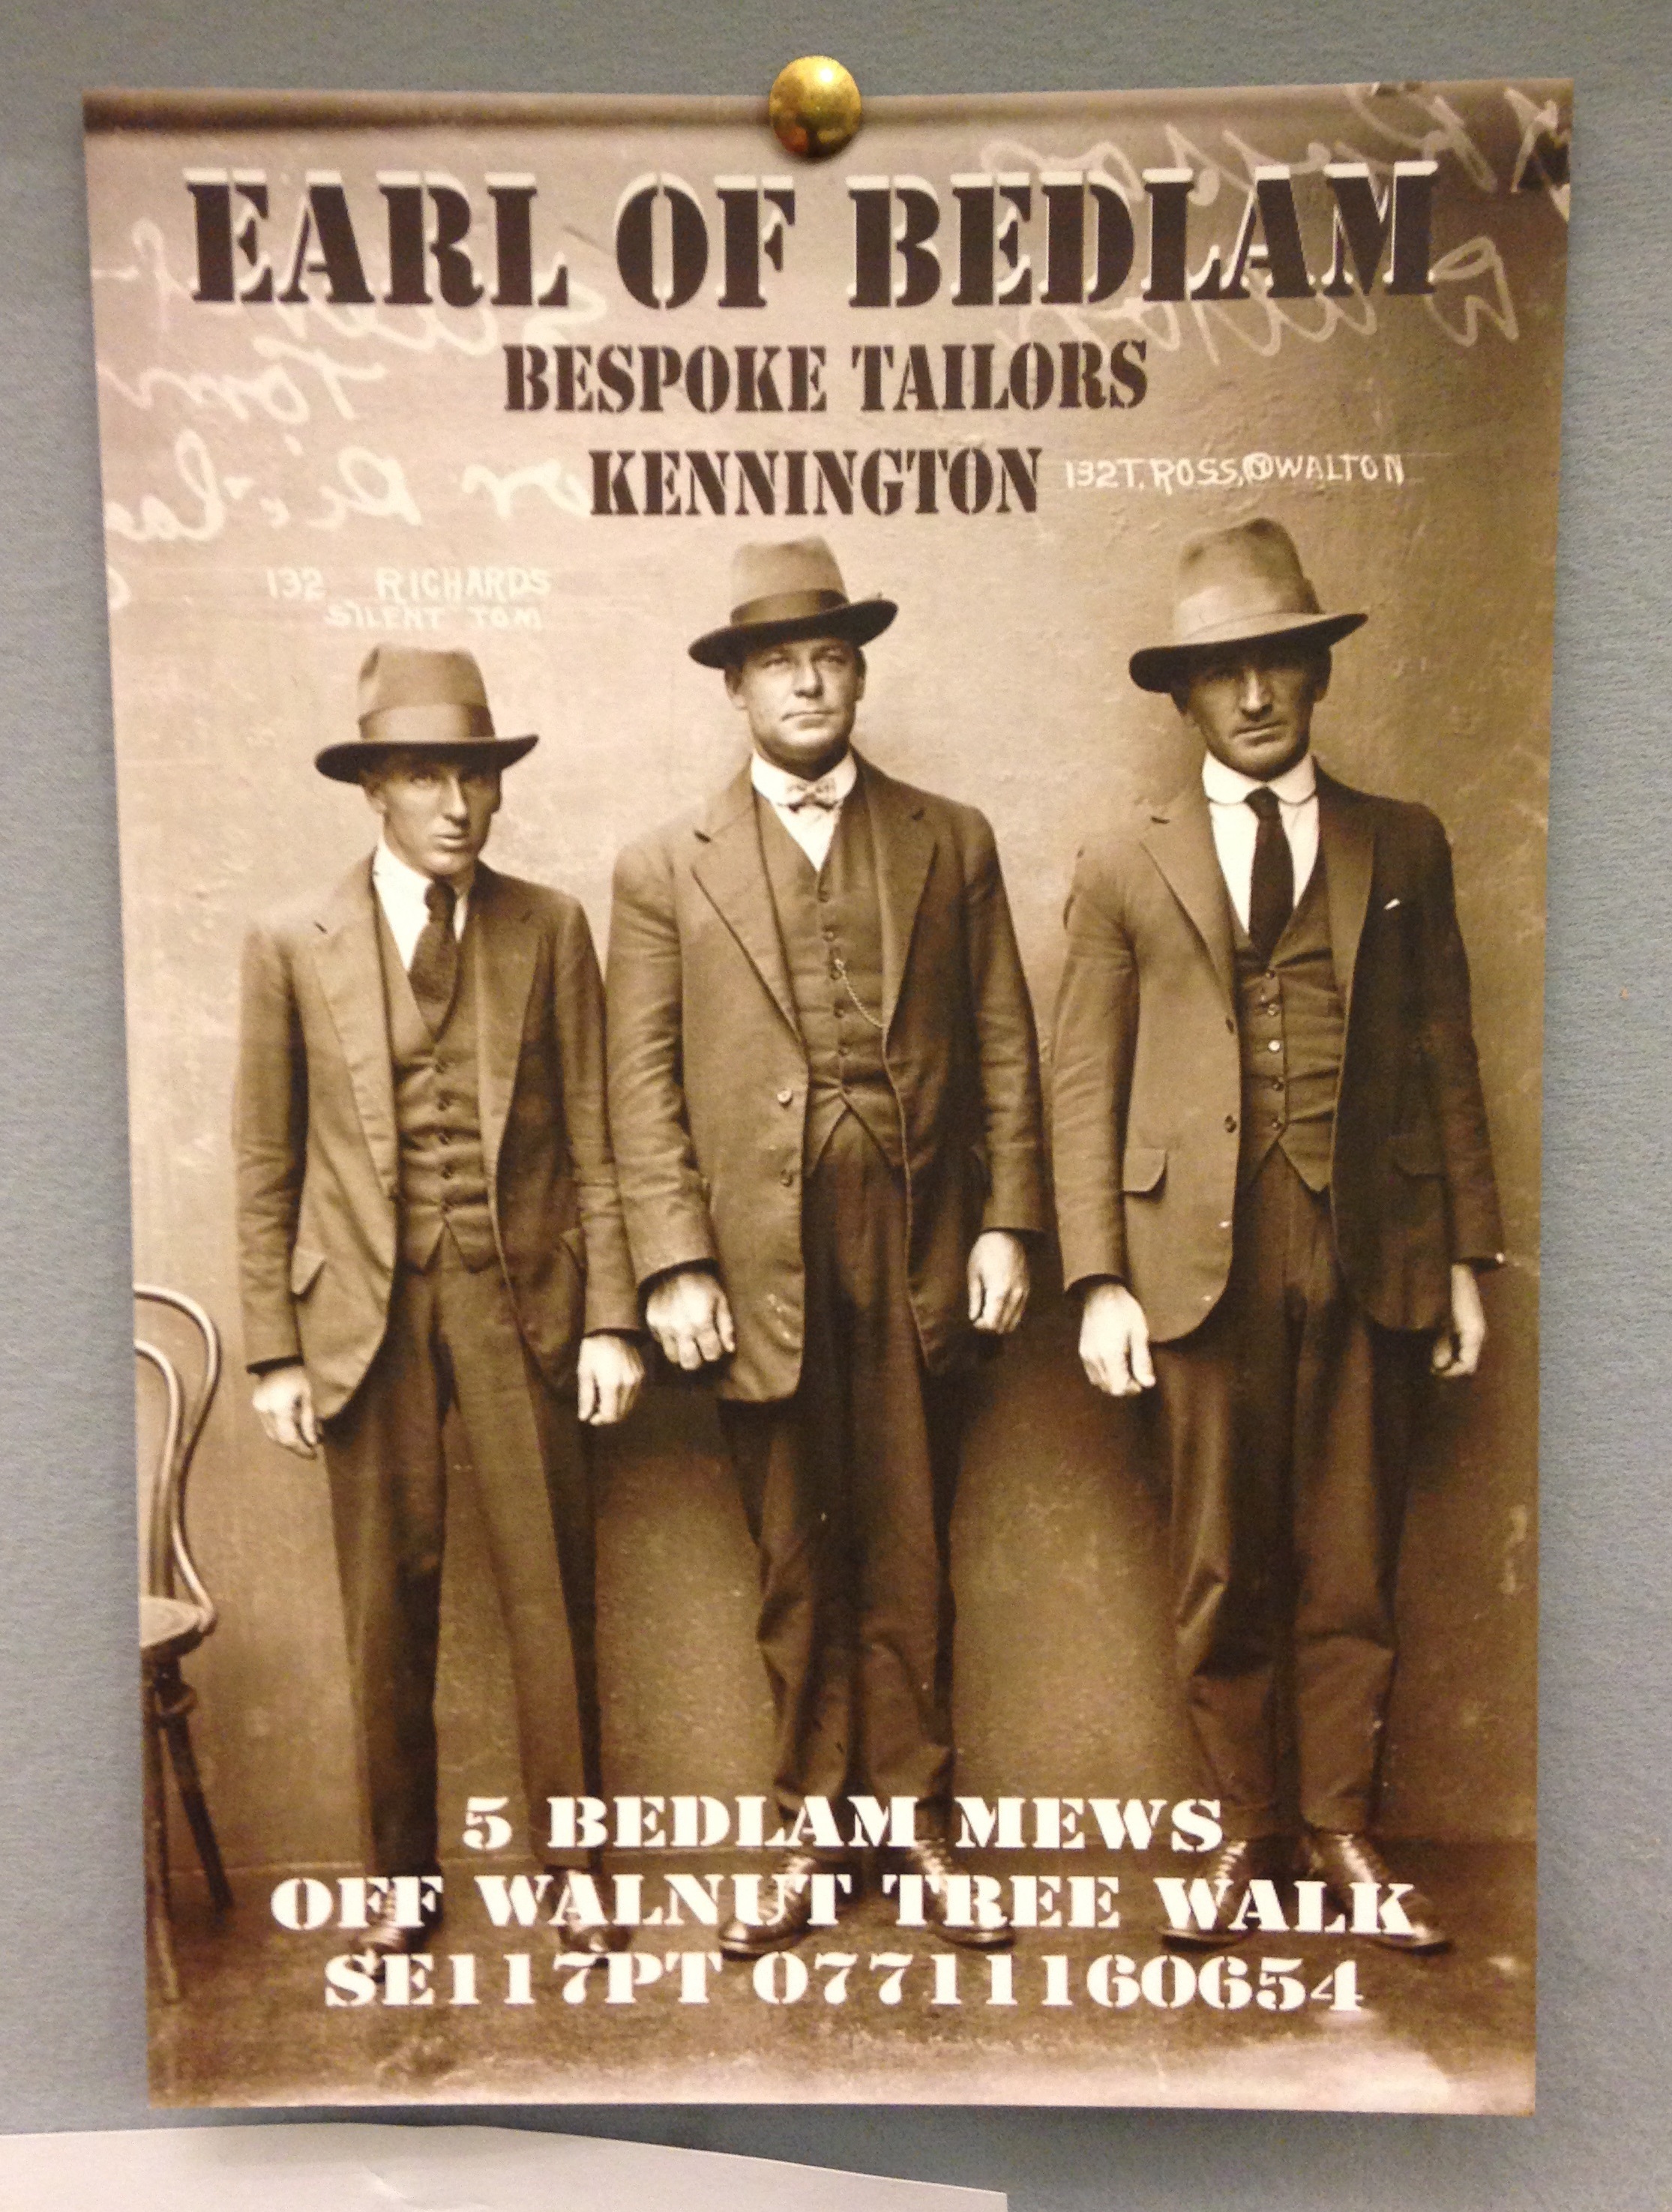 EARL OF BEDLAM
BESPOKE TAILORS
KENNINGTON
132T. ROSS, @WALTON
132 RICHARDS
SILENT TOM
5 BEDLAM MEWS
OFF WALNUT TREE WALK
SE117PT 07711160654